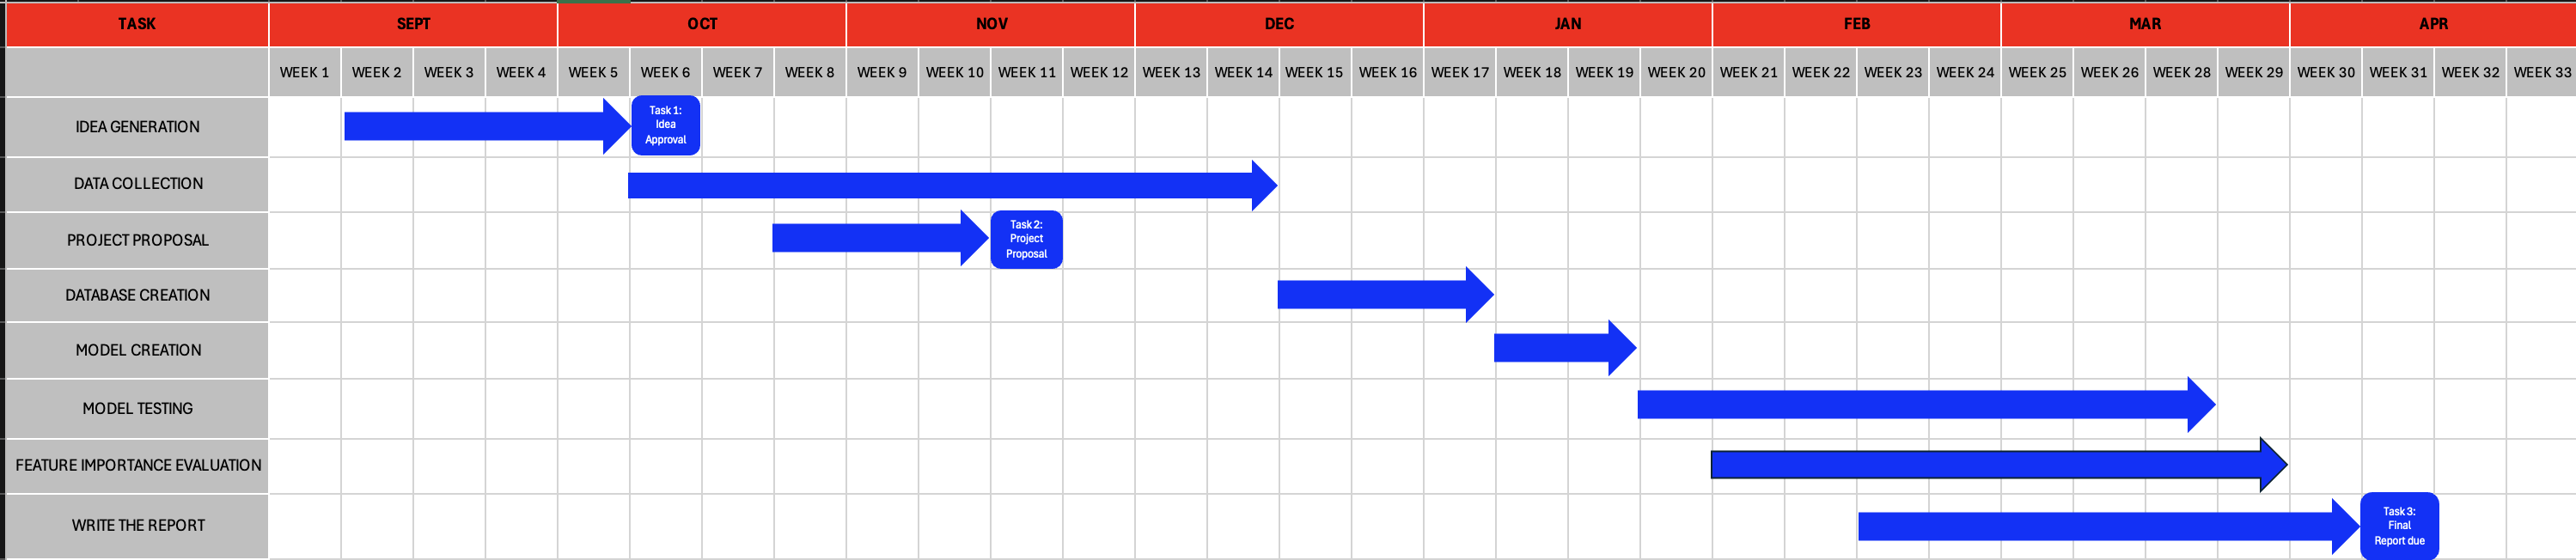 TASK SEPT OCT NOV DEC JAN FEB MAR APR
WEEK 1 WEEK 2 WEEK 3 WEEK 4 WEEK 5 WEEK 6 WEEK 7 WEEK 8 WEEK 9 WEEK 10 WEEK 11 WEEK 12 WEEK 13 WEEK 14 WEEK 15 WEEK 16 WEEK 17 WEEK 18 WEEK 19 WEEK 20 WEEK 21 WEEK 22 WEEK 23 WEEK 24 WEEK 25 WEEK 26 WEEK 28 WEEK 29 WEEK 30 WEEK 31 WEEK 32 WEEK 33
IDEA GENERATION
Task 1:
Idea
Approval
DATA COLLECTION
PROJECT PROPOSAL
Task 2:
Project
Proposal
DATABASE CREATION
MODEL CREATION
MODEL TESTING
FEATURE IMPORTANCE EVALUATION
WRITE THE REPORT
Task 3:
Final
Report due